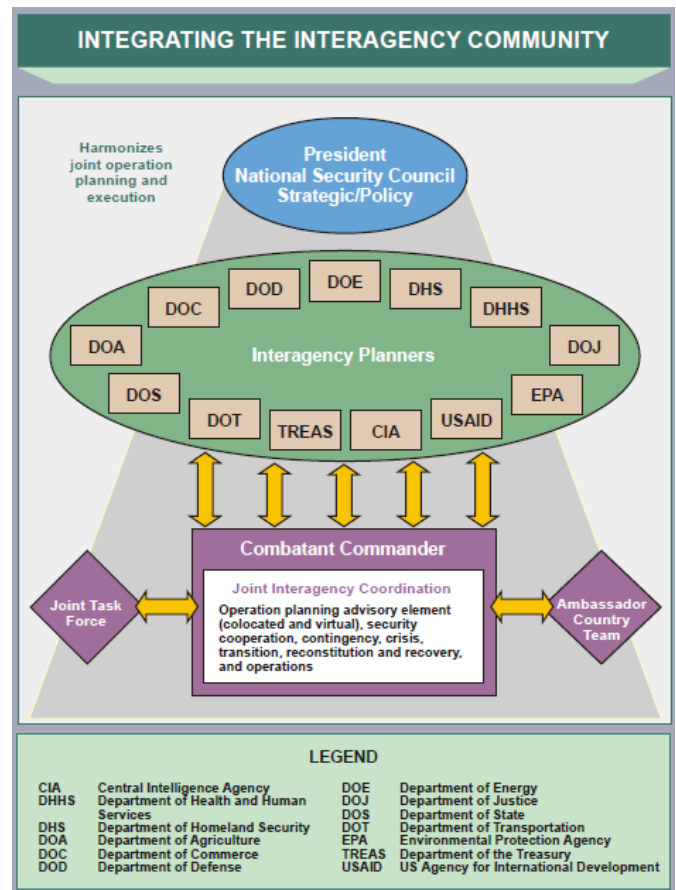 INTEGRATING THE INTERAGENCY COMMUNITY
Harmonizes
joint operation
planning and
execution
President
National Security Council
Strategic/Policy
DOE
DOD
DHS
DOC
DHHS
DOA
Interagency Planners
DOJ
DOS
EPA
DOT
TREAS
CIA
USAID
Combatant Commander
Joint Interagency Coordination
Operation planning advisory element
(colocated and virtual), security
cooperation, contingency, crisis,
transition, reconstitution and recovery,
and operations
Joint Task
Force
Ambassador
Country
Team
LEGEND
CIA Central Intelligence Agency
DHHS Department of Health and Human
Services
DHS Department of Homeland Security
DOA Department of Agriculture
DOC Department of Commerce
DOD Department of Defense
DOE Department of Energy
DOJ Department of Justice
DOS Department of State
DOT Department of Transportation
EPA Environmental Protection Agency
TREAS Department of the Treasury
USAID US Agency for International Development